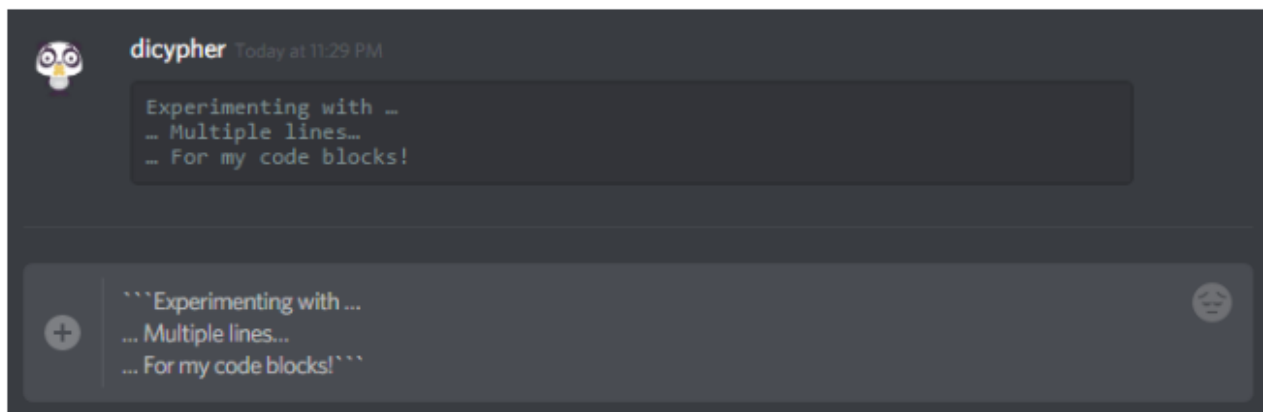 dicypher Today at 11:29 PM
Experimenting with …
… Multiple lines…
… For my code blocks!
```Experimenting with …
... Multiple lines...
... For my code blocks!```